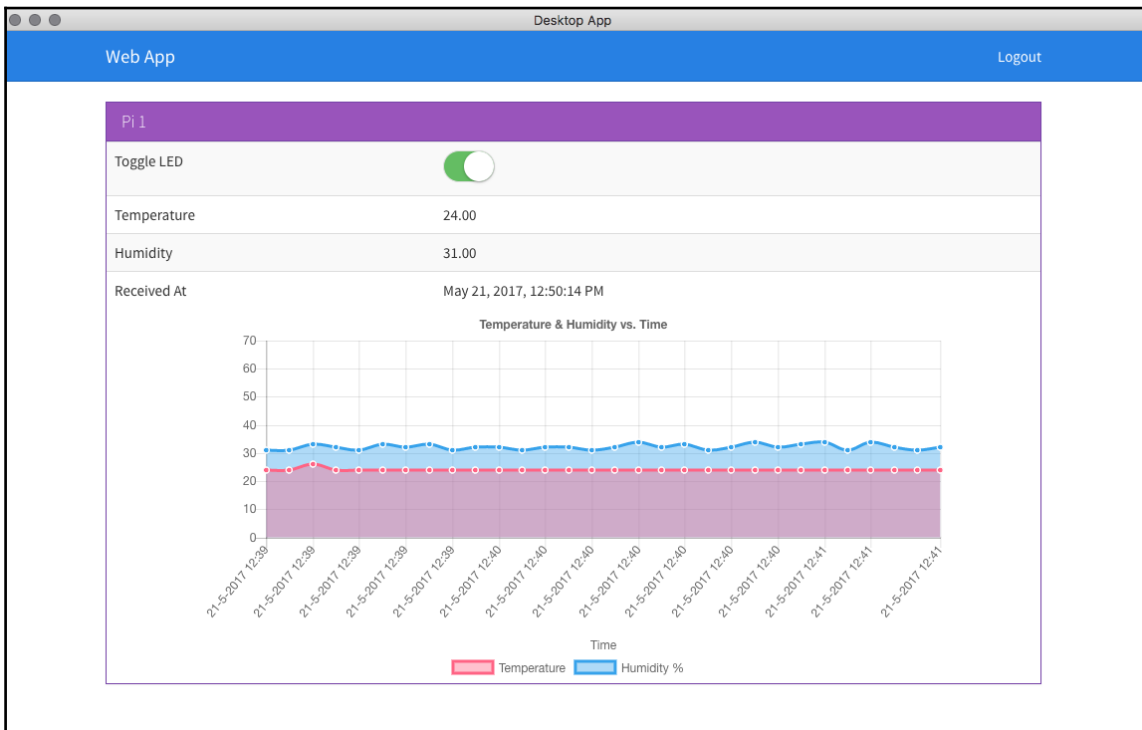 Desktop App
Web App Logout
Pi 1
Toggle LED
Temperature 24.00
Humidity 31.00
Received At May 21, 2017, 12:50:14 PM
Temperature & Humidity vs. Time
70
60
50
40
30
20
10
0
21-5-2017 12:39 21-5-2017 12:39 21-5-2017 12:39 21-5-2017 12:39 21-5-2017 12:39 21-5-2017 12:40 21-5-2017 12:40 21-5-2017 12:40 21-5-2017 12:40 21-5-2017 12:40 21-5-2017 12:40 21-5-2017 12:40 21-5-2017 12:41 21-5-2017 12:41 21-5-2017 12:41
Time
Temperature Humidity %